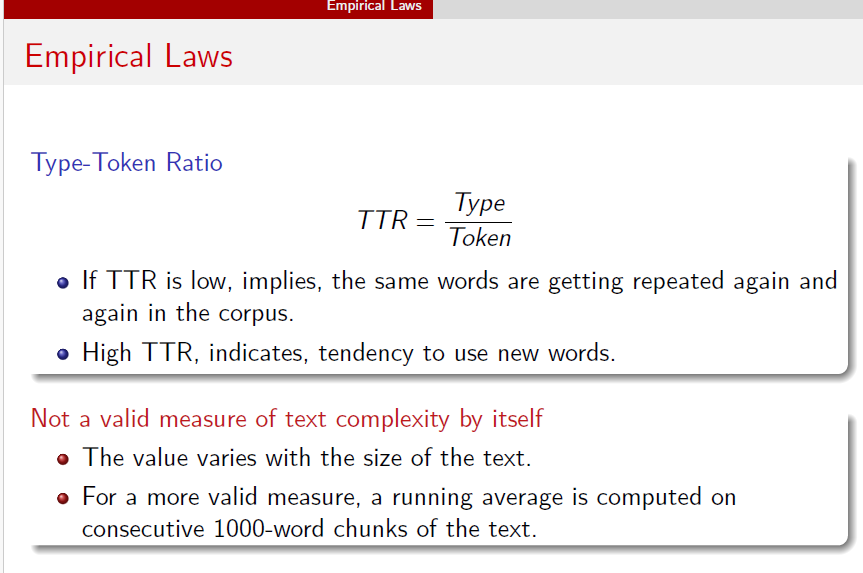 Empirical Laws
Empirical Laws
Type-Token Ratio
TTR = Type / Token
If TTR is low, implies, the same words are getting repeated again and
again in the corpus.
High TTR, indicates, tendency to use new words.
Not a valid measure of text complexity by itself
The value varies with the size of the text.
For a more valid measure, a running average is computed on
consecutive 1000-word chunks of the text.